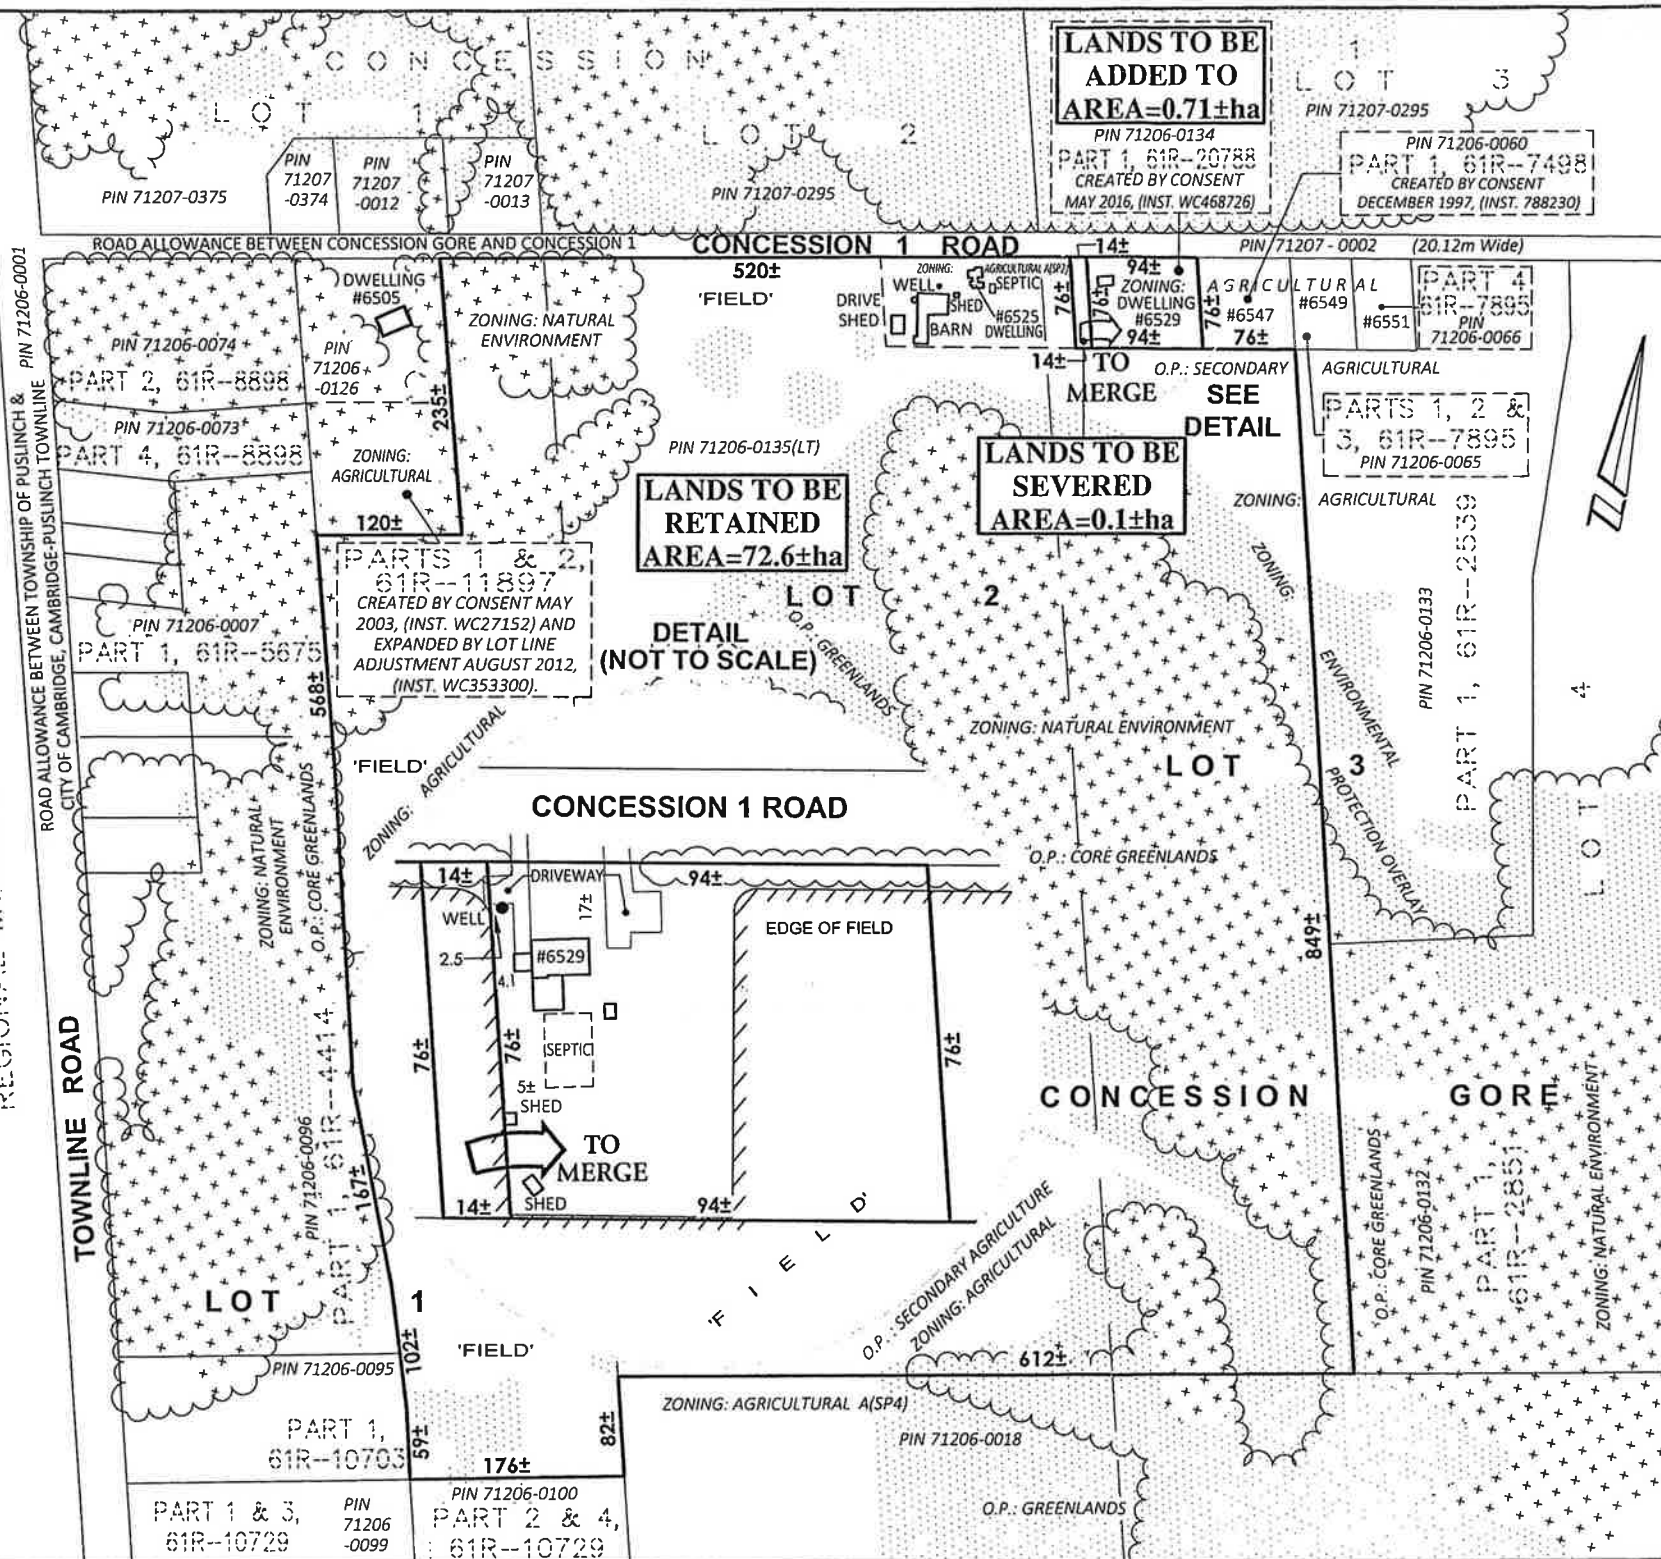 CONCESSION
LOT 1
LOT 2
1
LOT 3
LANDS TO BE
ADDED TO
AREA=0.71±ha
PIN 71206-0134
PART 1, 61R--20788
CREATED BY CONSENT
MAY 2016, (INST. WC468726)
PIN 71207-0295
PIN 71206-0060
PART 1, 61R--7498
CREATED BY CONSENT
DECEMBER 1997, (INST. 788230)
PIN 71207-0375
PIN
71207
-0374
PIN
71207
-0012
PIN
71207
-0013
PIN 71207-0295
ROAD ALLOWANCE BETWEEN CONCESSION GORE AND CONCESSION 1
CONCESSION 1 ROAD
14±
PIN 71207 - 0002 (20.12m Wide)
PIN 71206-0001
ROAD ALLOWANCE BETWEEN TOWNSHIP OF PUSLINCH &
CITY OF CAMBRIDGE, CAMBRIDGE-PUSLINCH TOWNLINE
DWELLING
#6505
PIN 71206-0074
PART 2, 61R--8898
PIN
71206
-0126
PIN 71206-0073
PART 4, 61R--8898
ZONING:
AGRICULTURAL
235±
120±
ZONING: NATURAL
ENVIRONMENT
520±
'FIELD'
ZONING: AGRICULTURAL A(SP2)
WELL
SEPTIC
DRIVE
SHED
SHED
BARN
#6525
DWELLING
76±
76±
94±
ZONING:
DWELLING
#6529
94±
76±
AGRICULTURAL
#6547
#6549
#6551
76±
PART 4
61R--7895
PIN
71206-0066
14±
TO
MERGE
O.P.: SECONDARY AGRICULTURAL
SEE
DETAIL
PARTS 1, 2 &
3, 61R--7895
PIN 71206-0065
PIN 71206-0135(LT)
LANDS TO BE
RETAINED
AREA=72.6±ha
LANDS TO BE
SEVERED
AREA=0.1±ha
ZONING: AGRICULTURAL
PARTS 1 & 2,
61R--11897
CREATED BY CONSENT MAY
2003, (INST. WC27152) AND
EXPANDED BY LOT LINE
ADJUSTMENT AUGUST 2012,
(INST. WC353300).
LOT 2
DETAIL
(NOT TO SCALE)
O.P.: GREENLANDS
ZONING:
ENVIRONMENTAL
PROTECTION OVERLAY
PIN 71206-0133
PART 1, 61R--2539
LOT 4
PIN 71206-0007
PART 1, 61R--5675
568±
'FIELD'
ZONING: AGRICULTURAL
ZONING: NATURAL ENVIRONMENT
LOT 3
ZONING: NATURAL
ENVIRONMENT
O.P.: CORE GREENLANDS
CONCESSION 1 ROAD
O.P.: CORE GREENLANDS
14±
DRIVEWAY
94±
17±
WELL
EDGE OF FIELD
2.5
#6529
4.1
76±
76±
76±
SEPTIC
5±
SHED
TO
MERGE
SHED
14±
94±
849±
CONCESSION GORE
TOWNLINE ROAD
PIN 71206-0096
PART 1, 61R--4414
167±
'FIELD'
O.P.: SECONDARY AGRICULTURE
ZONING: AGRICULTURAL
O.P.: CORE GREENLANDS
PIN 71206-0132
PART 1,
61R--2851
ZONING: NATURAL ENVIRONMENT
LOT 1
102±
'FIELD'
612±
PIN 71206-0095
ZONING: AGRICULTURAL A(SP4)
PIN 71206-0018
PART 1,
61R--10703
59±
82±
176±
PIN 71206-0100
PART 1 & 3,
61R--10729
PIN
71206
-0099
PART 2 & 4,
61R--10729
O.P.: GREENLANDS